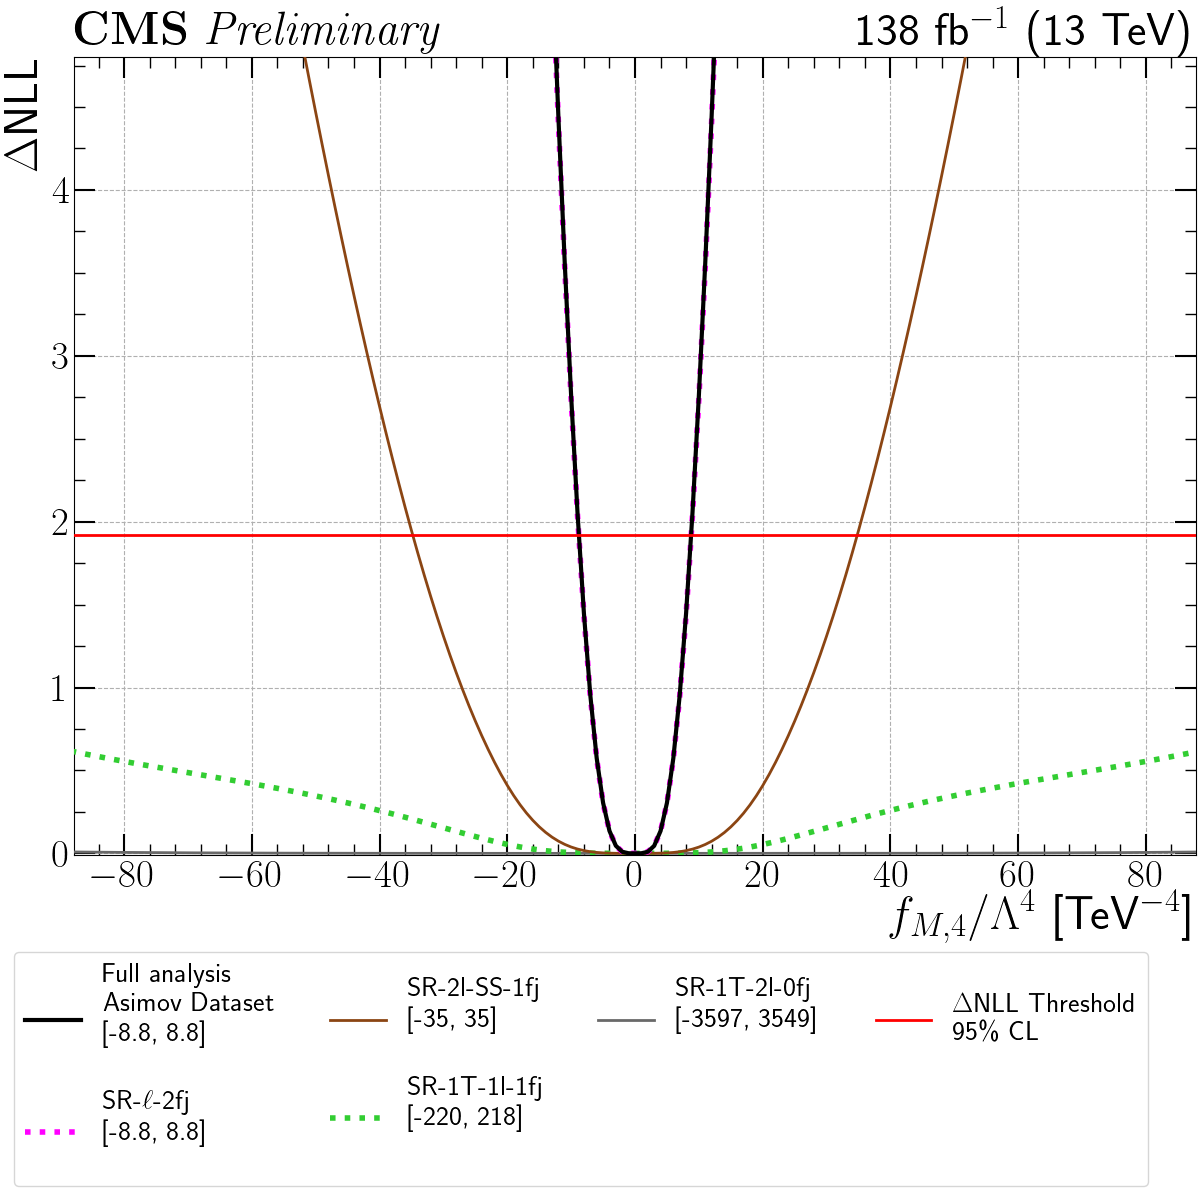 CMS Preliminary 138 fb⁻¹ (13 TeV)
ΔNLL
4
3
2
1
0
−80 −60 −40 −20 0 20 40 60 80
f_{M,4}/Λ⁴ [TeV⁻⁴]
Full analysis
Asimov Dataset
[-8.8, 8.8]
SR-ℓ-2fj
[-8.8, 8.8]
SR-2l-SS-1fj
[-35, 35]
SR-1T-1l-1fj
[-220, 218]
SR-1T-2l-0fj
[-3597, 3549]
ΔNLL Threshold
95% CL